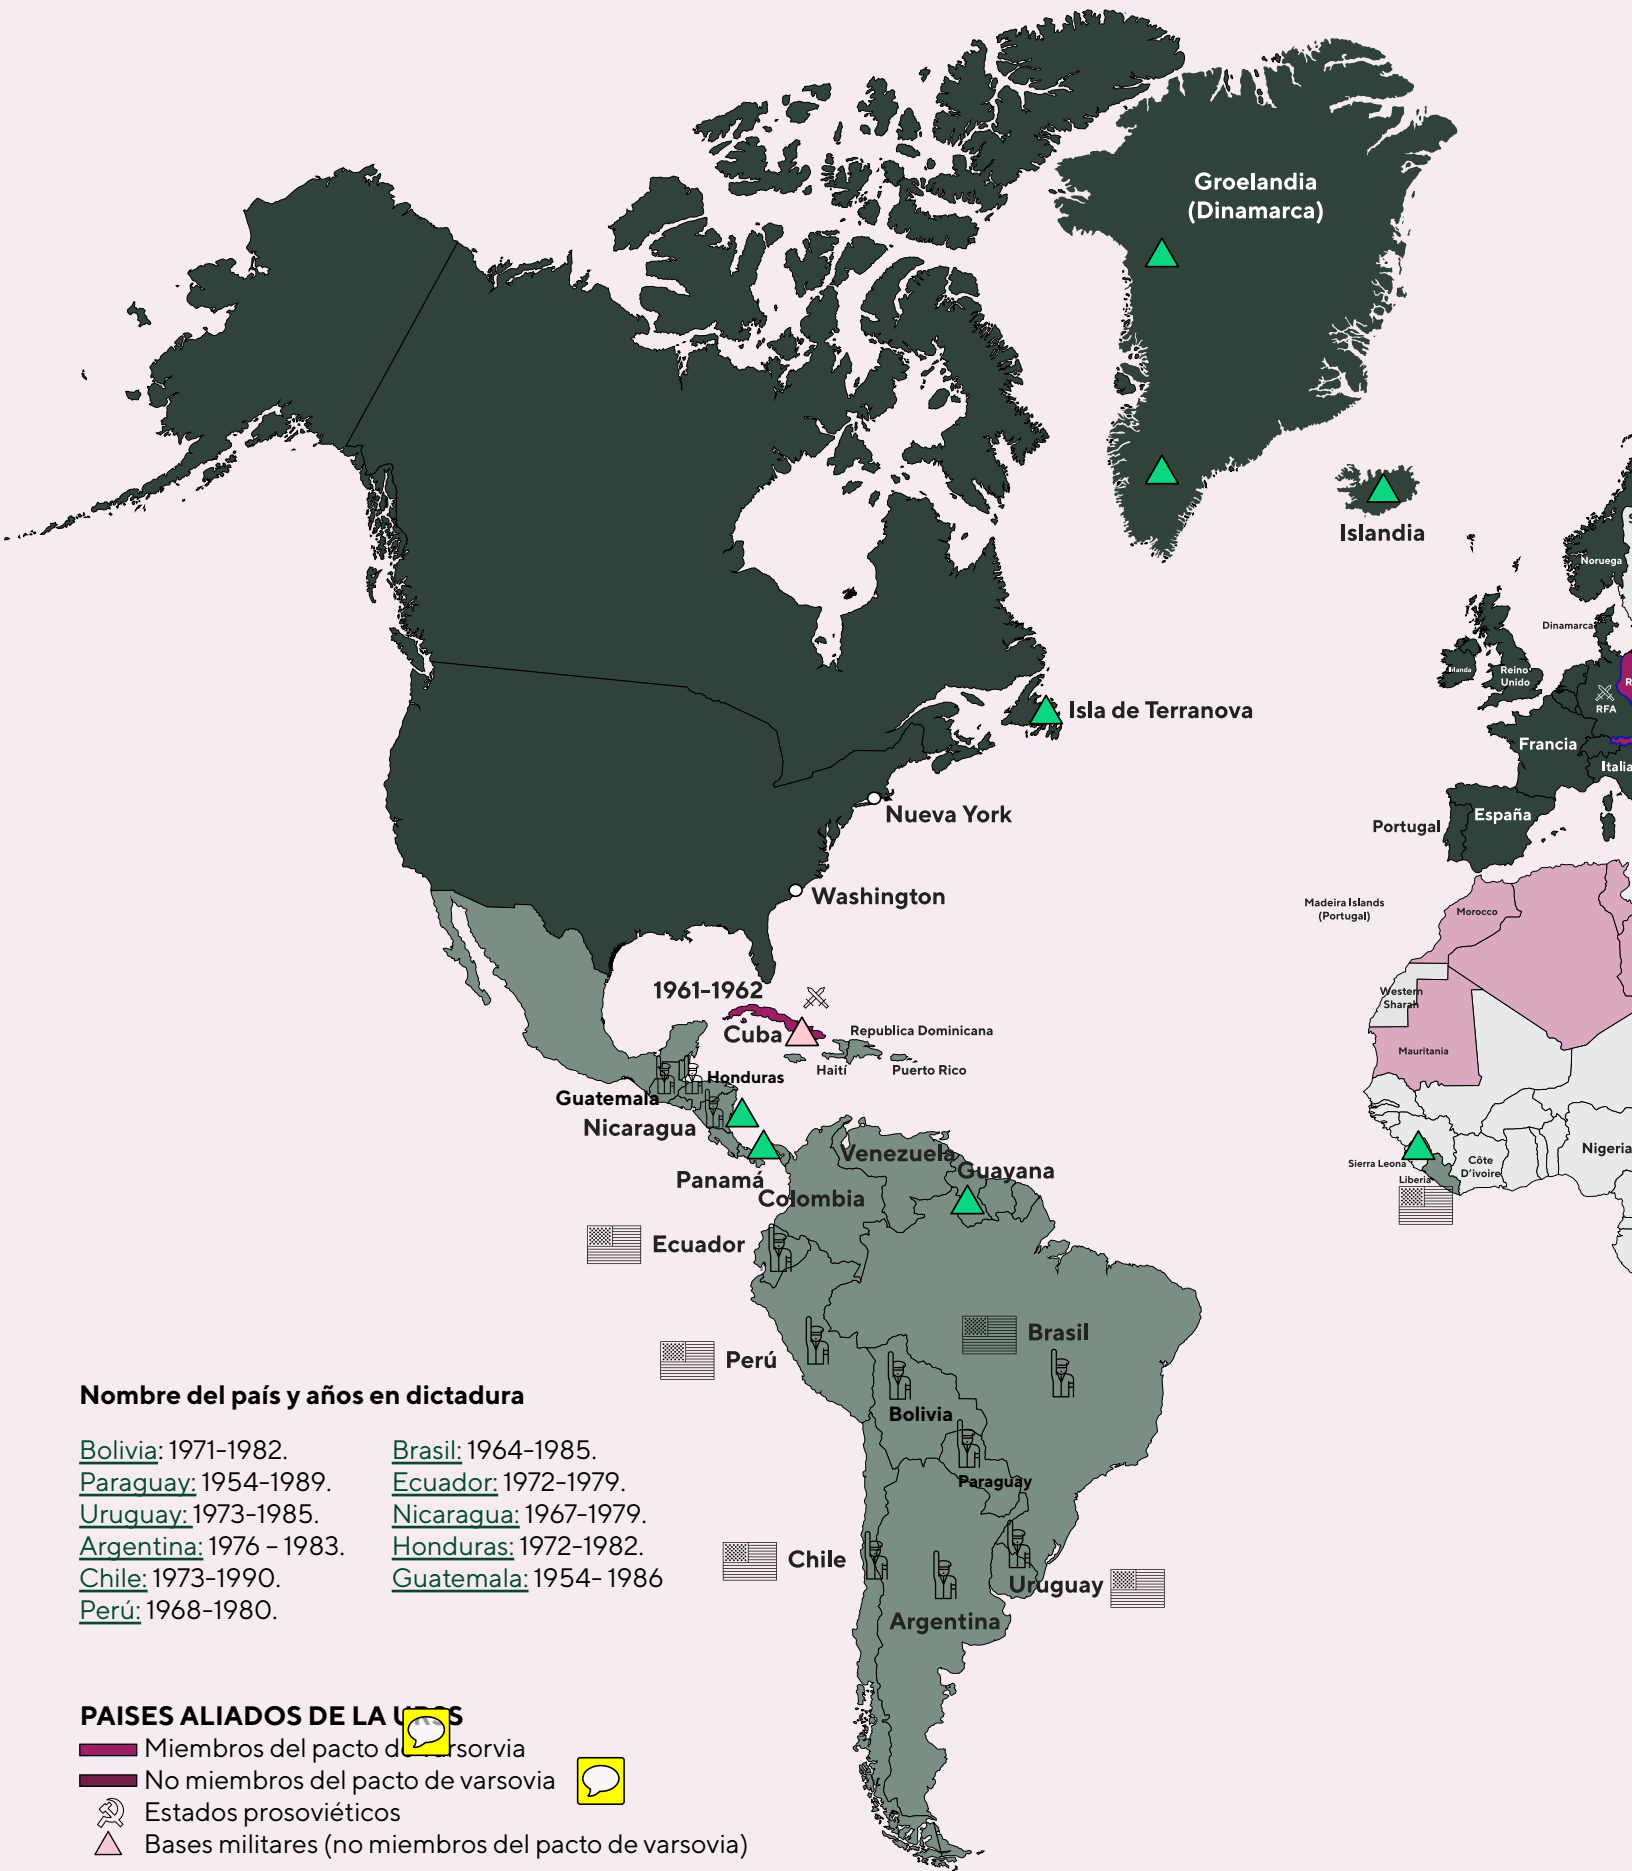 Groelandia
(Dinamarca)
Islandia
Noruega
Dinamarca
Irlanda
Reino
Unido
RFA
Francia
Italia
España
Portugal
Isla de Terranova
Nueva York
Washington
Madeira Islands
(Portugal)
Morocco
Western
Sharah
Mauritania
1961-1962
Cuba
Republica Dominicana
Haití
Puerto Rico
Honduras
Guatemala
Nicaragua
Panamá
Venezuela
Guayana
Colombia
Sierra Leona
Liberia
Côte
D'ivoire
Nigeria
Ecuador
Brasil
Perú
Bolivia
Paraguay
Chile
Uruguay
Argentina
Nombre del país y años en dictadura
Bolivia: 1971-1982.
Paraguay: 1954-1989.
Uruguay: 1973-1985.
Argentina: 1976 - 1983.
Chile: 1973-1990.
Perú: 1968-1980.
Brasil: 1964-1985.
Ecuador: 1972-1979.
Nicaragua: 1967-1979.
Honduras: 1972-1982.
Guatemala: 1954- 1986
PAISES ALIADOS DE LA URSS
Miembros del pacto de varsorvia
No miembros del pacto de varsovia
Estados prosoviéticos
Bases militares (no miembros del pacto de varsovia)